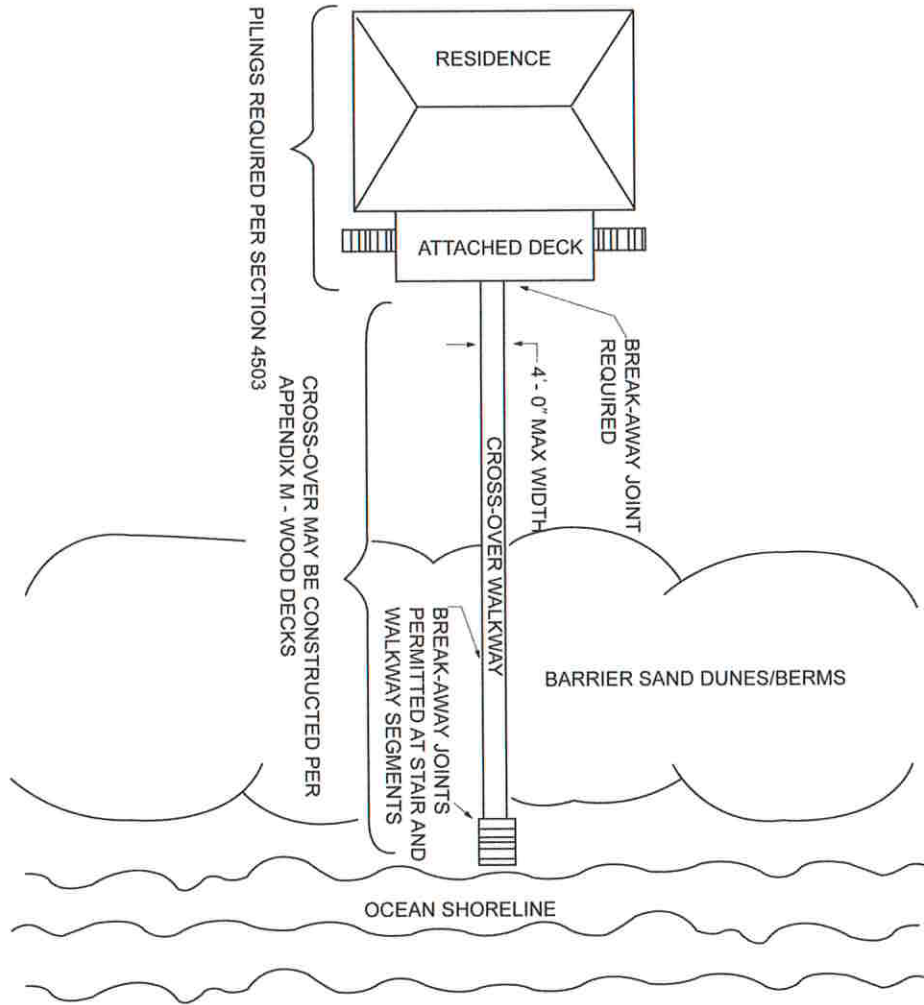 RESIDENCE
PILINGS REQUIRED PER SECTION 4503
ATTACHED DECK
BREAK-AWAY JOINT
REQUIRED
4'- 0" MAX WIDTH
CROSS-OVER WALKWAY
CROSS-OVER MAY BE CONSTRUCTED PER
APPENDIX M - WOOD DECKS
BREAK-AWAY JOINTS
PERMITTED AT STAIR AND
WALKWAY SEGMENTS
BARRIER SAND DUNES/BERMS
OCEAN SHORELINE